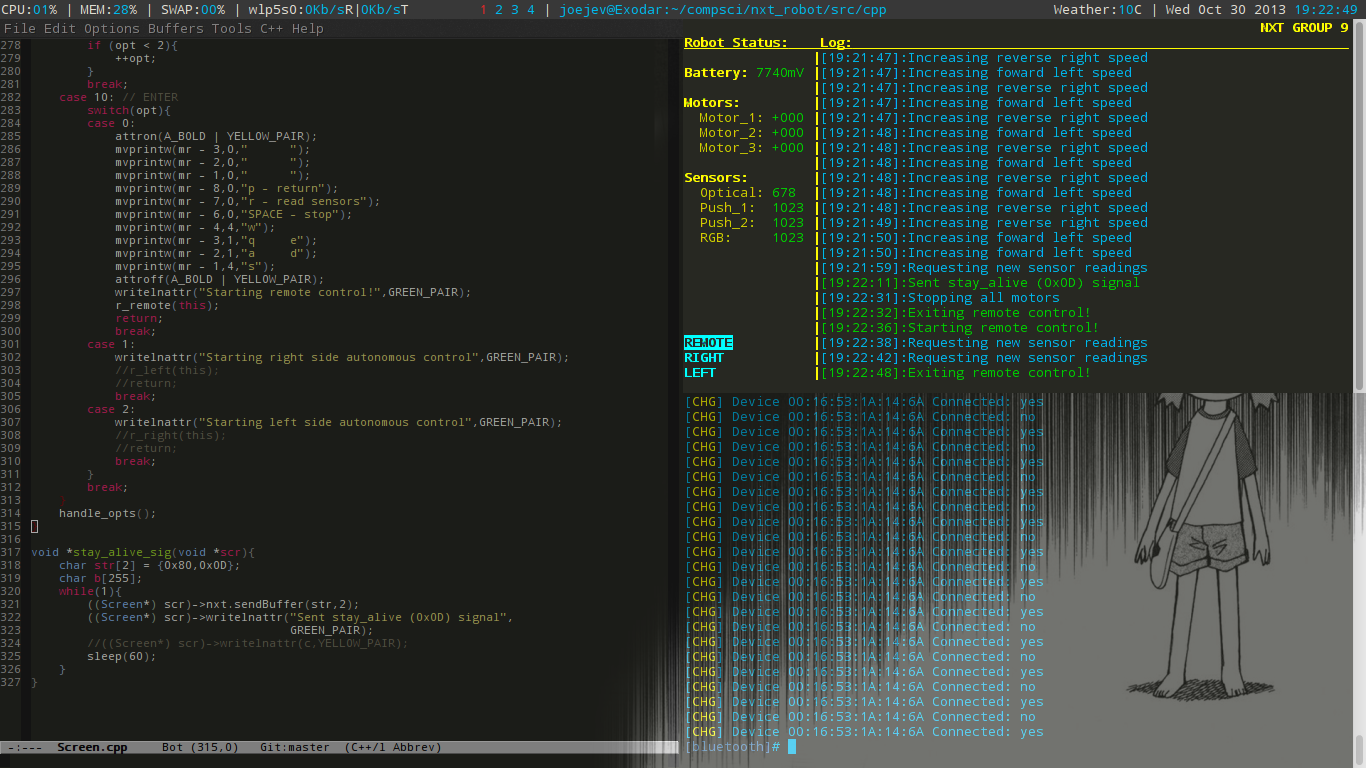 CPU:01% | MEM:28% | SWAP:00% | wlp5s0:0Kb/sR|0Kb/sT
1 2 3 4 | joejev@Exodar:~/compsci/nxt_robot/src/cpp
Weather:10C | Wed Oct 30 2013 19:22:49
File Edit Options Buffers Tools C++ Help
278 if (opt < 2){
279 ++opt;
280 }
281 break;
282 case 10: // ENTER
283 switch(opt){
284 case 0:
285 attron(A_BOLD | YELLOW_PAIR);
286 mvprintw(mr - 3,0,"      ");
287 mvprintw(mr - 2,0,"      ");
288 mvprintw(mr - 1,0,"      ");
289 mvprintw(mr - 8,0,"p - return");
290 mvprintw(mr - 7,0,"r - read sensors");
291 mvprintw(mr - 6,0,"SPACE - stop");
292 mvprintw(mr - 4,4,"w");
293 mvprintw(mr - 3,1,"q     e");
294 mvprintw(mr - 2,1,"a     d");
295 mvprintw(mr - 1,4,"s");
296 attroff(A_BOLD | YELLOW_PAIR);
297 writelnattr("Starting remote control!",GREEN_PAIR);
298 r_remote(this);
299 return;
300 break;
301 case 1:
302 writelnattr("Starting right side autonomous control",GREEN_PAIR);
303 //r_left(this);
304 //return;
305 break;
306 case 2:
307 writelnattr("Starting left side autonomous control",GREEN_PAIR);
308 //r_right(this);
309 //return;
310 break;
311 }
312 break;
313 }
314 handle_opts();
315
316
317 void *stay_alive_sig(void *scr){
318 char str[2] = {0x80,0x0D};
319 char b[255];
320 while(1){
321 ((Screen*) scr)->nxt.sendBuffer(str,2);
322 ((Screen*) scr)->writelnattr("Sent stay_alive (0x0D) signal",
323 GREEN_PAIR);
324 //((Screen*) scr)->writelnattr(c,YELLOW_PAIR);
325 sleep(60);
326 }
327 }
-:--- Screen.cpp Bot (315,0) Git:master (C++/l Abbrev)
NXT GROUP 9
Robot Status:
Battery: 7740mV
Motors:
Motor_1: +000
Motor_2: +000
Motor_3: +000
Sensors:
Optical: 678
Push_1: 1023
Push_2: 1023
RGB: 1023
REMOTE
RIGHT
LEFT
Log:
[19:21:47]:Increasing reverse right speed
[19:21:47]:Increasing foward left speed
[19:21:47]:Increasing reverse right speed
[19:21:47]:Increasing foward left speed
[19:21:47]:Increasing reverse right speed
[19:21:48]:Increasing foward left speed
[19:21:48]:Increasing reverse right speed
[19:21:48]:Increasing foward left speed
[19:21:48]:Increasing reverse right speed
[19:21:48]:Increasing foward left speed
[19:21:48]:Increasing reverse right speed
[19:21:49]:Increasing reverse right speed
[19:21:50]:Increasing foward left speed
[19:21:50]:Increasing foward left speed
[19:21:59]:Requesting new sensor readings
[19:22:11]:Sent stay_alive (0x0D) signal
[19:22:31]:Stopping all motors
[19:22:32]:Exiting remote control!
[19:22:36]:Starting remote control!
[19:22:38]:Requesting new sensor readings
[19:22:42]:Requesting new sensor readings
[19:22:48]:Exiting remote control!
[CHG] Device 00:16:53:1A:14:6A Connected: yes
[CHG] Device 00:16:53:1A:14:6A Connected: no
[CHG] Device 00:16:53:1A:14:6A Connected: yes
[CHG] Device 00:16:53:1A:14:6A Connected: no
[CHG] Device 00:16:53:1A:14:6A Connected: yes
[CHG] Device 00:16:53:1A:14:6A Connected: no
[CHG] Device 00:16:53:1A:14:6A Connected: yes
[CHG] Device 00:16:53:1A:14:6A Connected: no
[CHG] Device 00:16:53:1A:14:6A Connected: yes
[CHG] Device 00:16:53:1A:14:6A Connected: no
[CHG] Device 00:16:53:1A:14:6A Connected: yes
[CHG] Device 00:16:53:1A:14:6A Connected: no
[CHG] Device 00:16:53:1A:14:6A Connected: yes
[CHG] Device 00:16:53:1A:14:6A Connected: no
[CHG] Device 00:16:53:1A:14:6A Connected: yes
[CHG] Device 00:16:53:1A:14:6A Connected: no
[CHG] Device 00:16:53:1A:14:6A Connected: yes
[CHG] Device 00:16:53:1A:14:6A Connected: no
[CHG] Device 00:16:53:1A:14:6A Connected: yes
[CHG] Device 00:16:53:1A:14:6A Connected: no
[CHG] Device 00:16:53:1A:14:6A Connected: yes
[CHG] Device 00:16:53:1A:14:6A Connected: no
[CHG] Device 00:16:53:1A:14:6A Connected: yes
[bluetooth]#